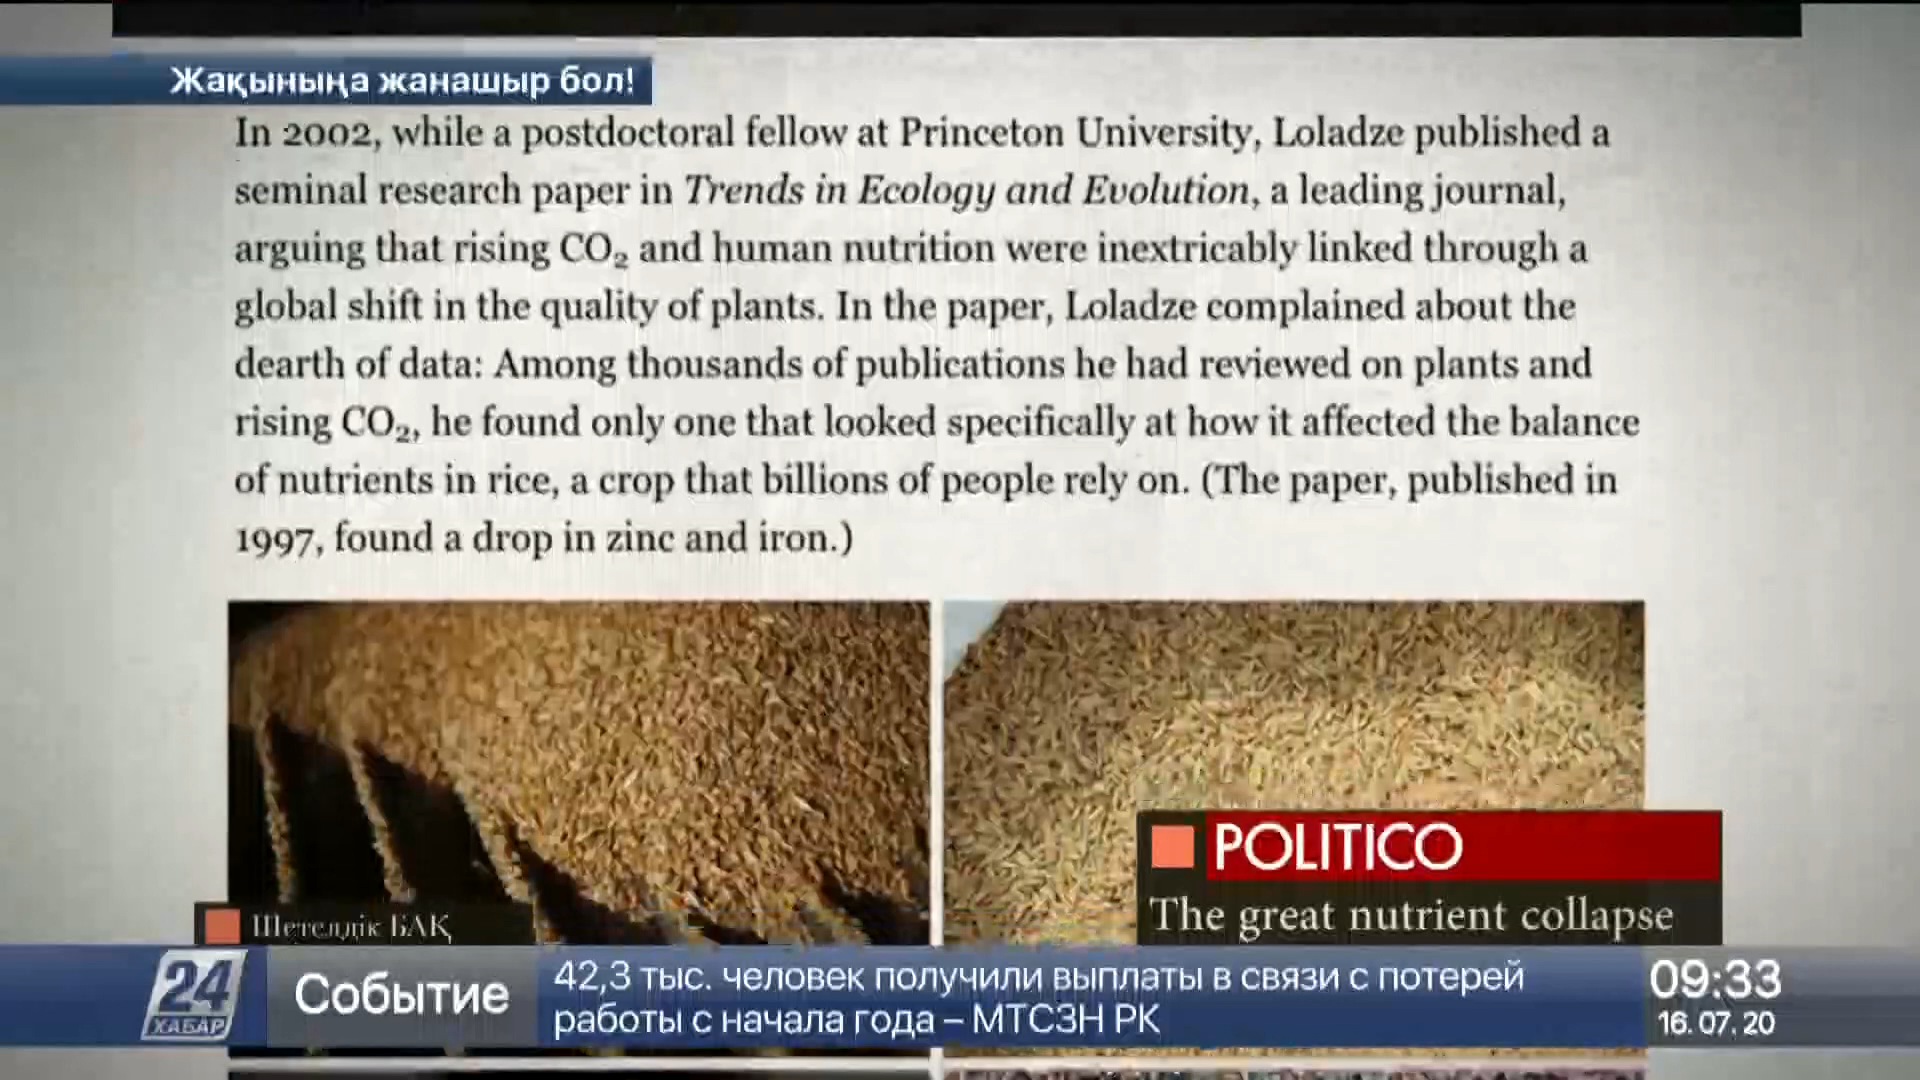 Жақыныңа жанашыр бол!
In 2002, while a postdoctoral fellow at Princeton University, Loladze published a
seminal research paper in Trends in Ecology and Evolution, a leading journal,
arguing that rising CO₂ and human nutrition were inextricably linked through a
global shift in the quality of plants. In the paper, Loladze complained about the
dearth of data: Among thousands of publications he had reviewed on plants and
rising CO₂, he found only one that looked specifically at how it affected the balance
of nutrients in rice, a crop that billions of people rely on. (The paper, published in
1997, found a drop in zinc and iron.)
POLITICO
The great nutrient collapse
Шетелдік БАҚ
24
ХАБАР
Событие
42,3 тыс. человек получили выплаты в связи с потерей
работы с начала года – МТСЗН РК
09:33
16.07.20